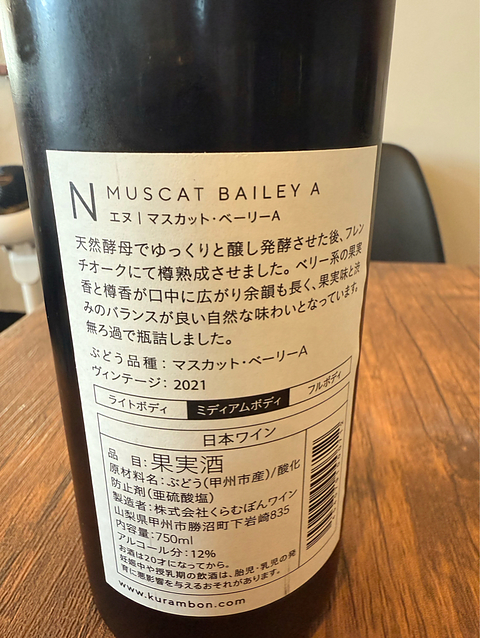 N MUSCAT BAILEY A
エヌ | マスカット・ベーリーA
天然酵母でゆっくりと醸し発酵させた後、フレン
チオークにて樽熟成させました。ベリー系の果実
香と樽香が口中に広がり余韻も長く、果実味と渋
みのバランスが良い自然な味わいとなっています。
無ろ過で瓶詰しました。
ぶどう品種：マスカット・ベーリーA
ヴィンテージ：2021
ライトボディ ミディアムボディ フルボディ
日本ワイン
品 目：果実酒
原材料名：ぶどう(甲州市産)/酸化
防止剤(亜硫酸塩)
製造者：株式会社くらむぼんワイン
山梨県甲州市勝沼町下岩崎835
内容量：750ml
アルコール分：12%
お酒は20才になってから。
妊娠中や授乳期の飲酒は、胎児・乳児の発
育に悪影響を与えるおそれがあります。
www.kurambon.com